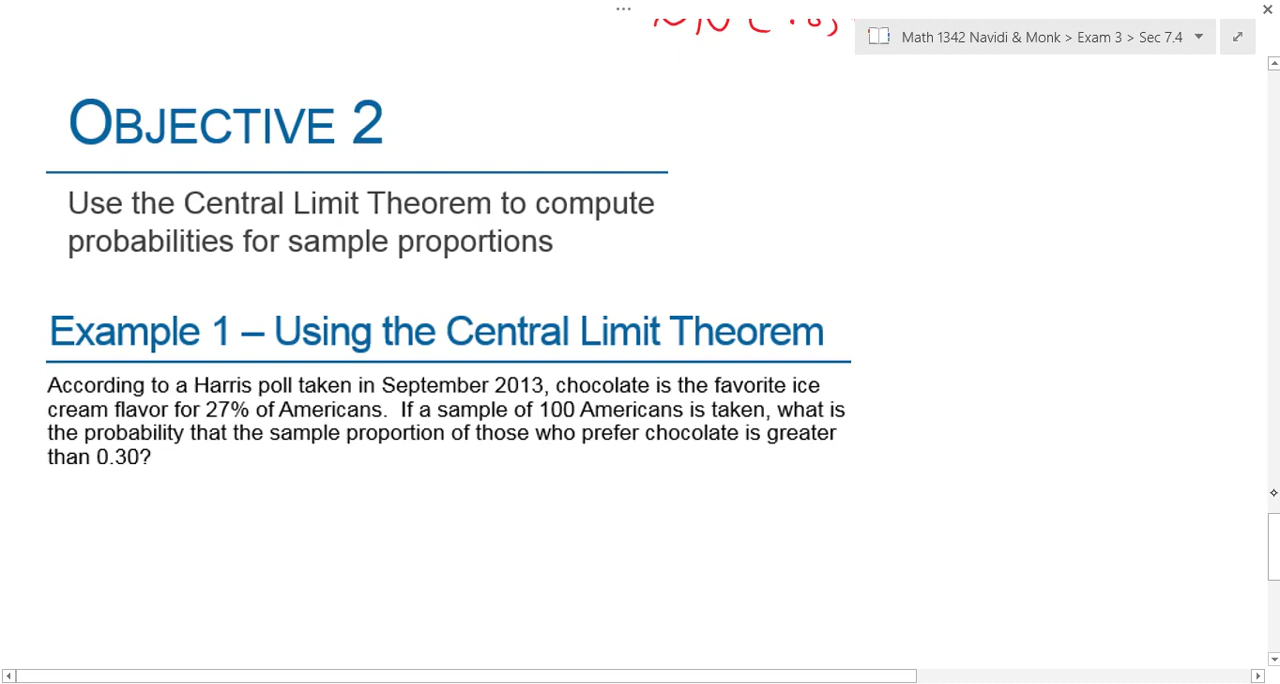 Math 1342 Navidi & Monk > Exam 3 > Sec 7.4
OBJECTIVE 2
Use the Central Limit Theorem to compute
probabilities for sample proportions
Example 1 – Using the Central Limit Theorem
According to a Harris poll taken in September 2013, chocolate is the favorite ice
cream flavor for 27% of Americans.  If a sample of 100 Americans is taken, what is
the probability that the sample proportion of those who prefer chocolate is greater
than 0.30?